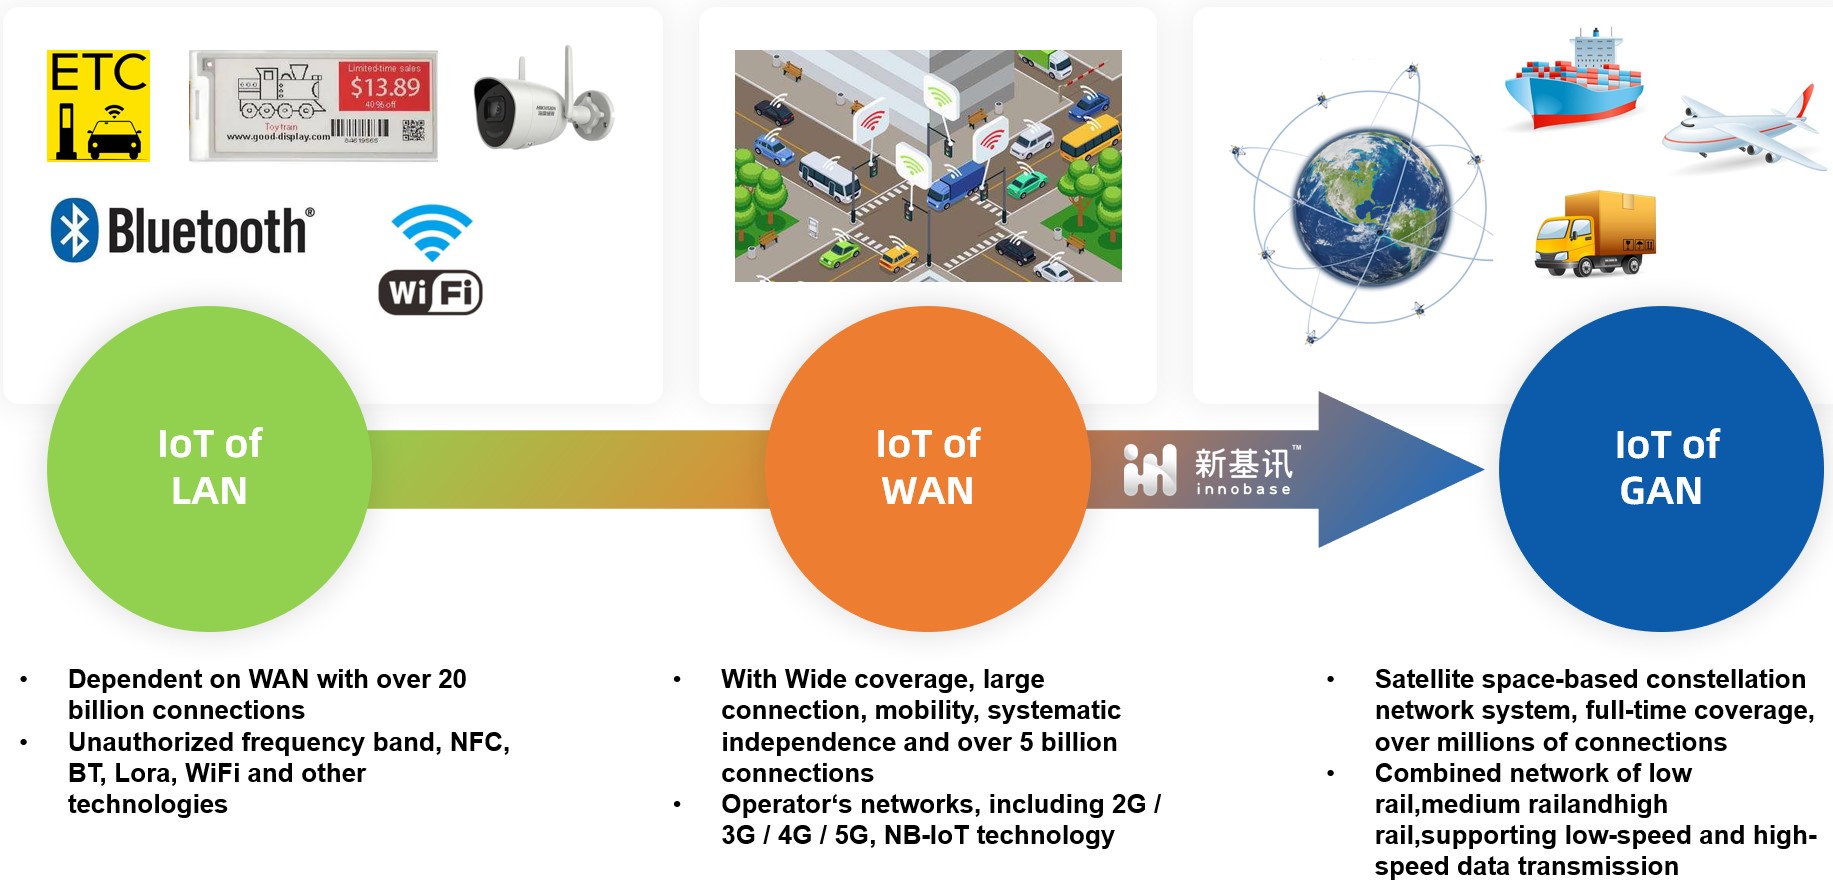 ETC
Limited-time sales
$13.89
40% off
Toy train
www.good-display.com
84619666
HIKVISION
Bluetooth®
Wi Fi
IoT of
LAN
IoT of
WAN
新基讯™
innobase
IoT of
GAN
• Dependent on WAN with over 20
billion connections
• Unauthorized frequency band, NFC,
BT, Lora, WiFi and other
technologies
• With Wide coverage, large
connection, mobility, systematic
independence and over 5 billion
connections
• Operator‘s networks, including 2G /
3G / 4G / 5G, NB-IoT technology
• Satellite space-based constellation
network system, full-time coverage,
over millions of connections
• Combined network of low
rail,medium railandhigh
rail,supporting low-speed and high-
speed data transmission